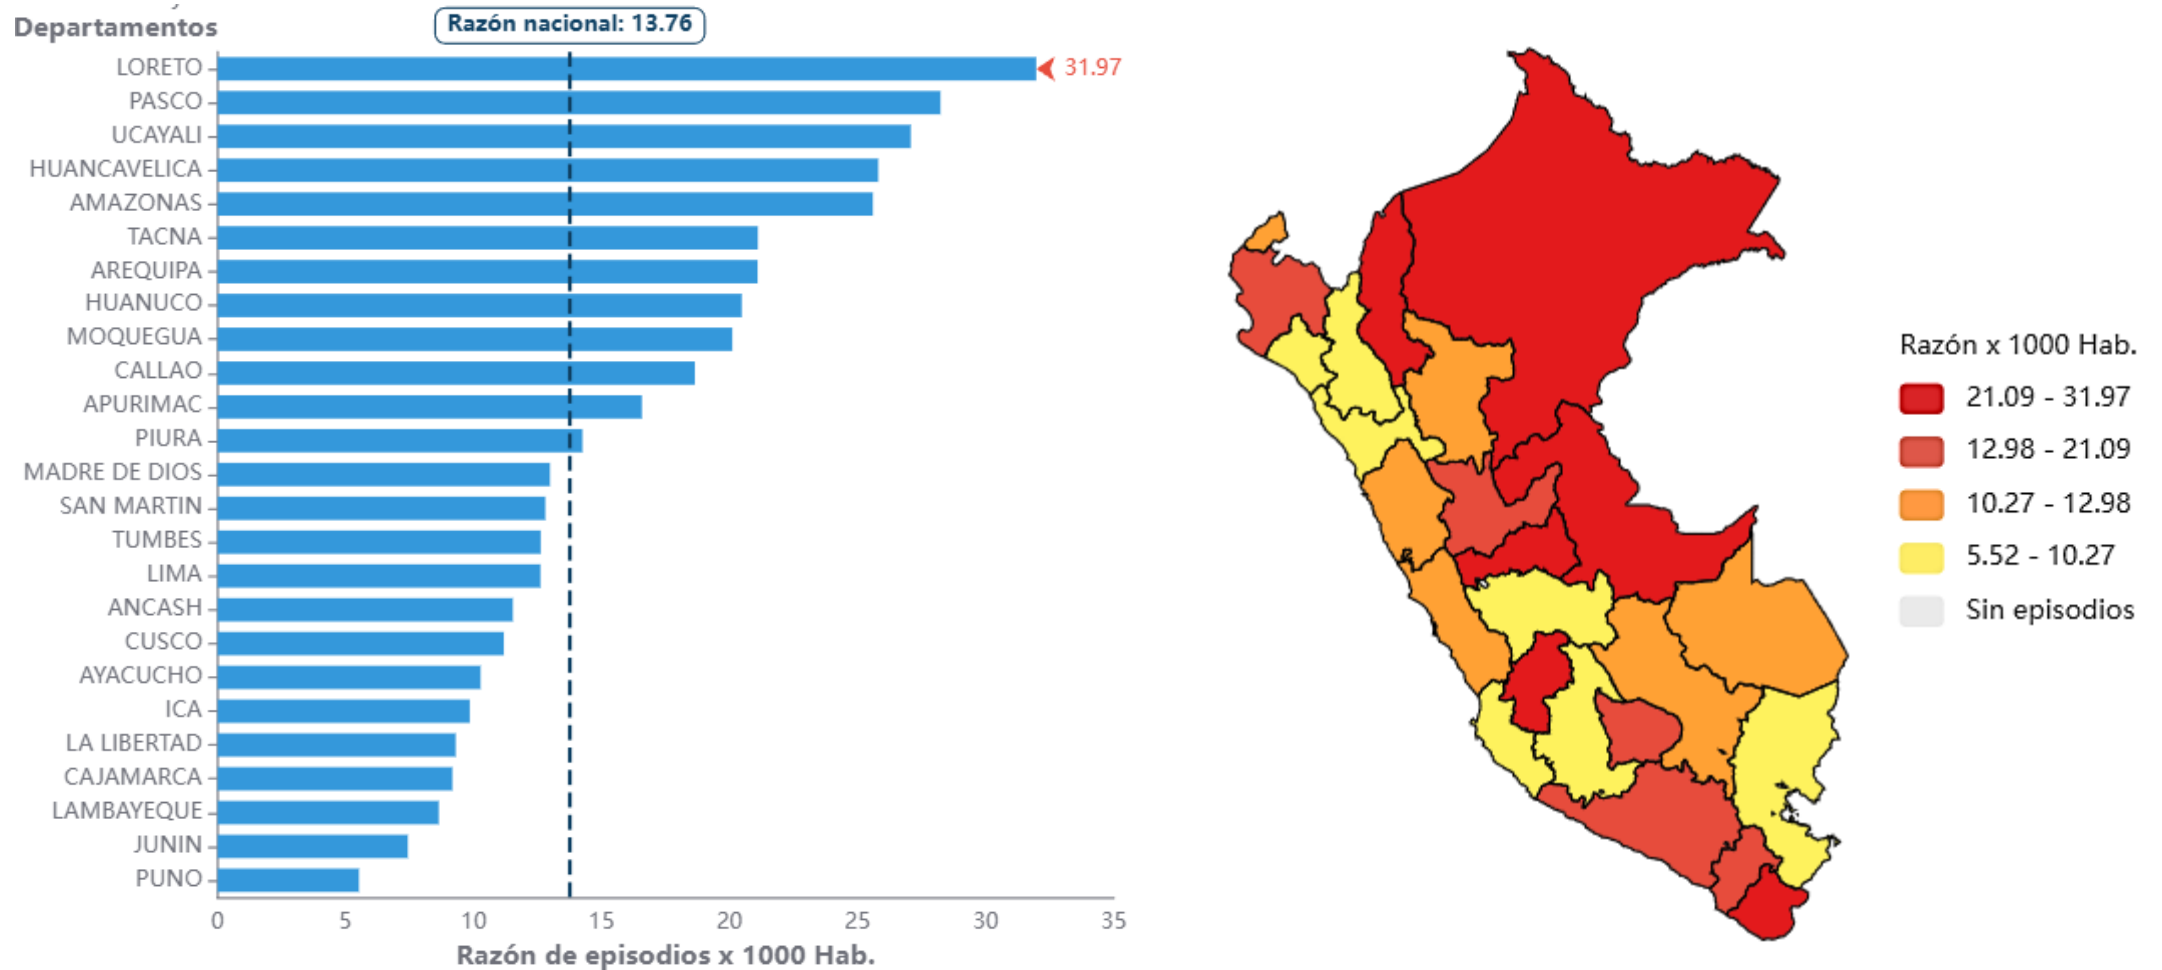 Departamentos
Razón nacional: 13.76
LORETO
31.97
PASCO
UCAYALI
HUANCAVELICA
AMAZONAS
TACNA
AREQUIPA
HUANUCO
MOQUEGUA
CALLAO
APURIMAC
PIURA
MADRE DE DIOS
SAN MARTIN
TUMBES
LIMA
ANCASH
CUSCO
AYACUCHO
ICA
LA LIBERTAD
CAJAMARCA
LAMBAYEQUE
JUNIN
PUNO
0 5 10 15 20 25 30 35
Razón de episodios x 1000 Hab.
Razón x 1000 Hab.
21.09 - 31.97
12.98 - 21.09
10.27 - 12.98
5.52 - 10.27
Sin episodios